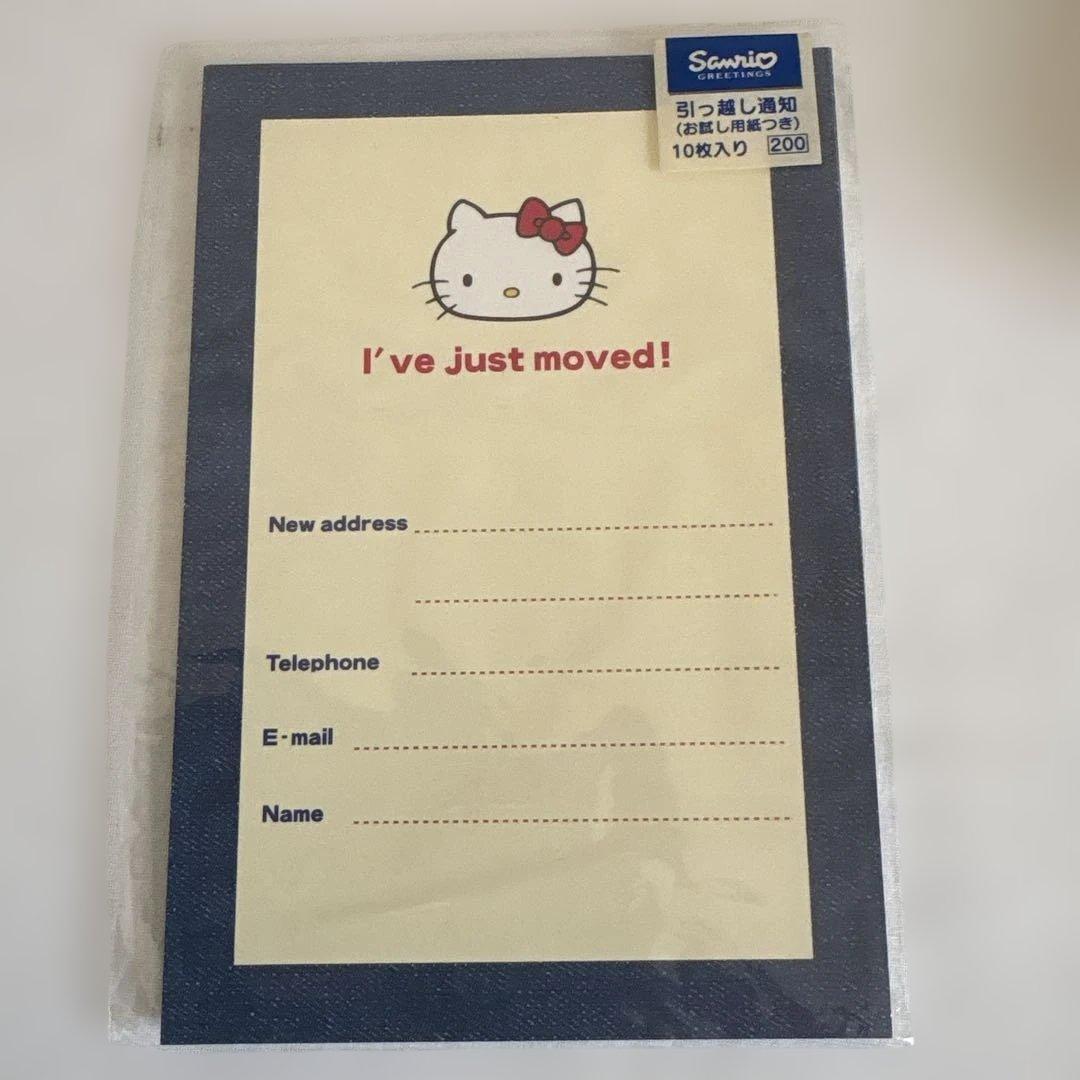 Sanrio
GREETINGS
引っ越し通知
(お試し用紙つき)
10枚入り 200
I've just moved!
New address
Telephone
E-mail
Name